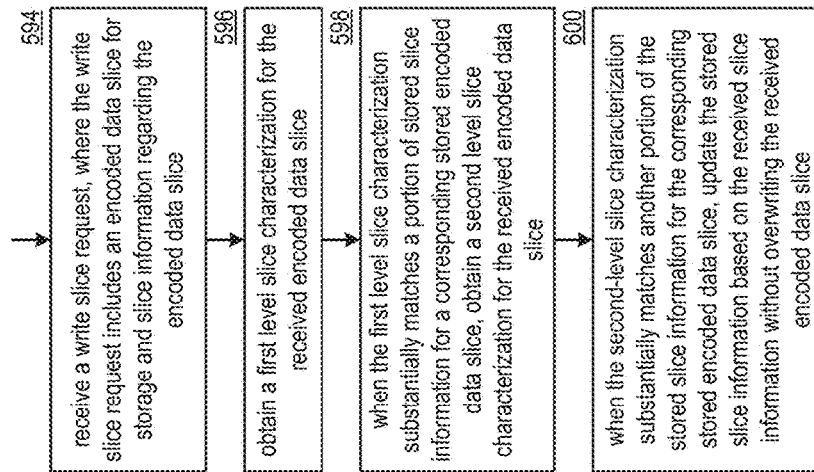 594
receive a write slice request, where the write
slice request includes an encoded data slice for
storage and slice information regarding the
encoded data slice
596
obtain a first level slice characterization for the
received encoded data slice
598
when the first level slice characterization
substantially matches a portion of stored slice
information for a corresponding stored encoded
data slice, obtain a second level slice
characterization for the received encoded data
slice
600
when the second-level slice characterization
substantially matches another portion of the
stored slice information for the corresponding
stored encoded data slice, update the stored
slice information based on the received slice
information without overwriting the received
encoded data slice